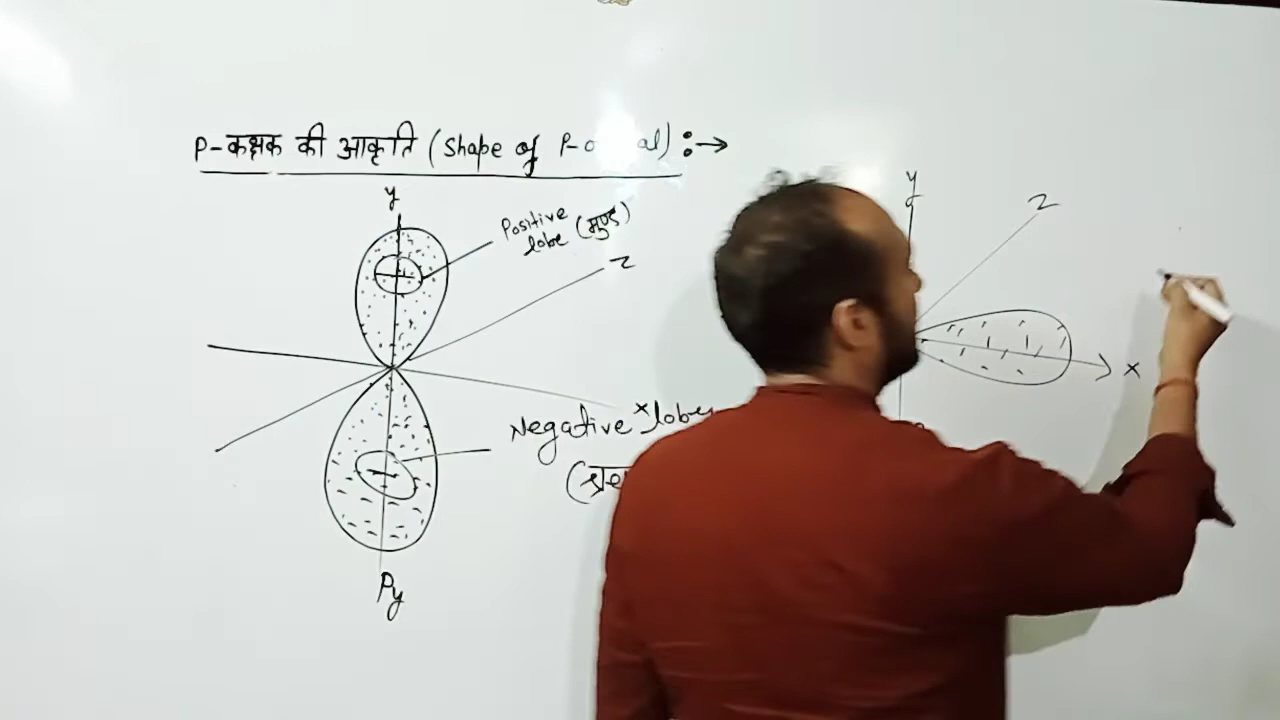 P-कक्षक की आकृति (Shape of P-o al) :→
y
Positive
lobe (मुण्ड)
z
x
Negative lobe
Py
y
z
x